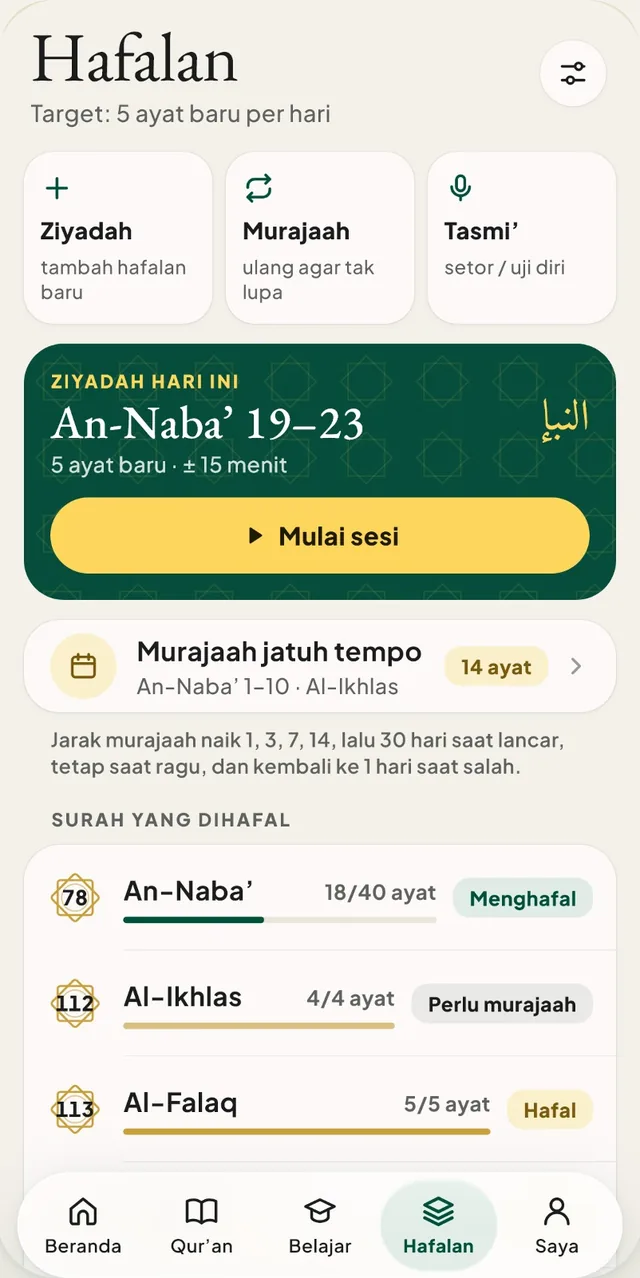 Hafalan
Target: 5 ayat baru per hari
Ziyadah
tambah hafalan
baru
Murajaah
ulang agar tak
lupa
Tasmi’
setor / uji diri
ZIYADAH HARI INI
An-Naba’ 19–23
النبإ
5 ayat baru · ± 15 menit
Mulai sesi
Murajaah jatuh tempo
An-Naba’ 1–10 · Al-Ikhlas
14 ayat
Jarak murajaah naik 1, 3, 7, 14, lalu 30 hari saat lancar,
tetap saat ragu, dan kembali ke 1 hari saat salah.
SURAH YANG DIHAFAL
78 An-Naba’ 18/40 ayat Menghafal
112 Al-Ikhlas 4/4 ayat Perlu murajaah
113 Al-Falaq 5/5 ayat Hafal
Beranda Qur’an Belajar Hafalan Saya